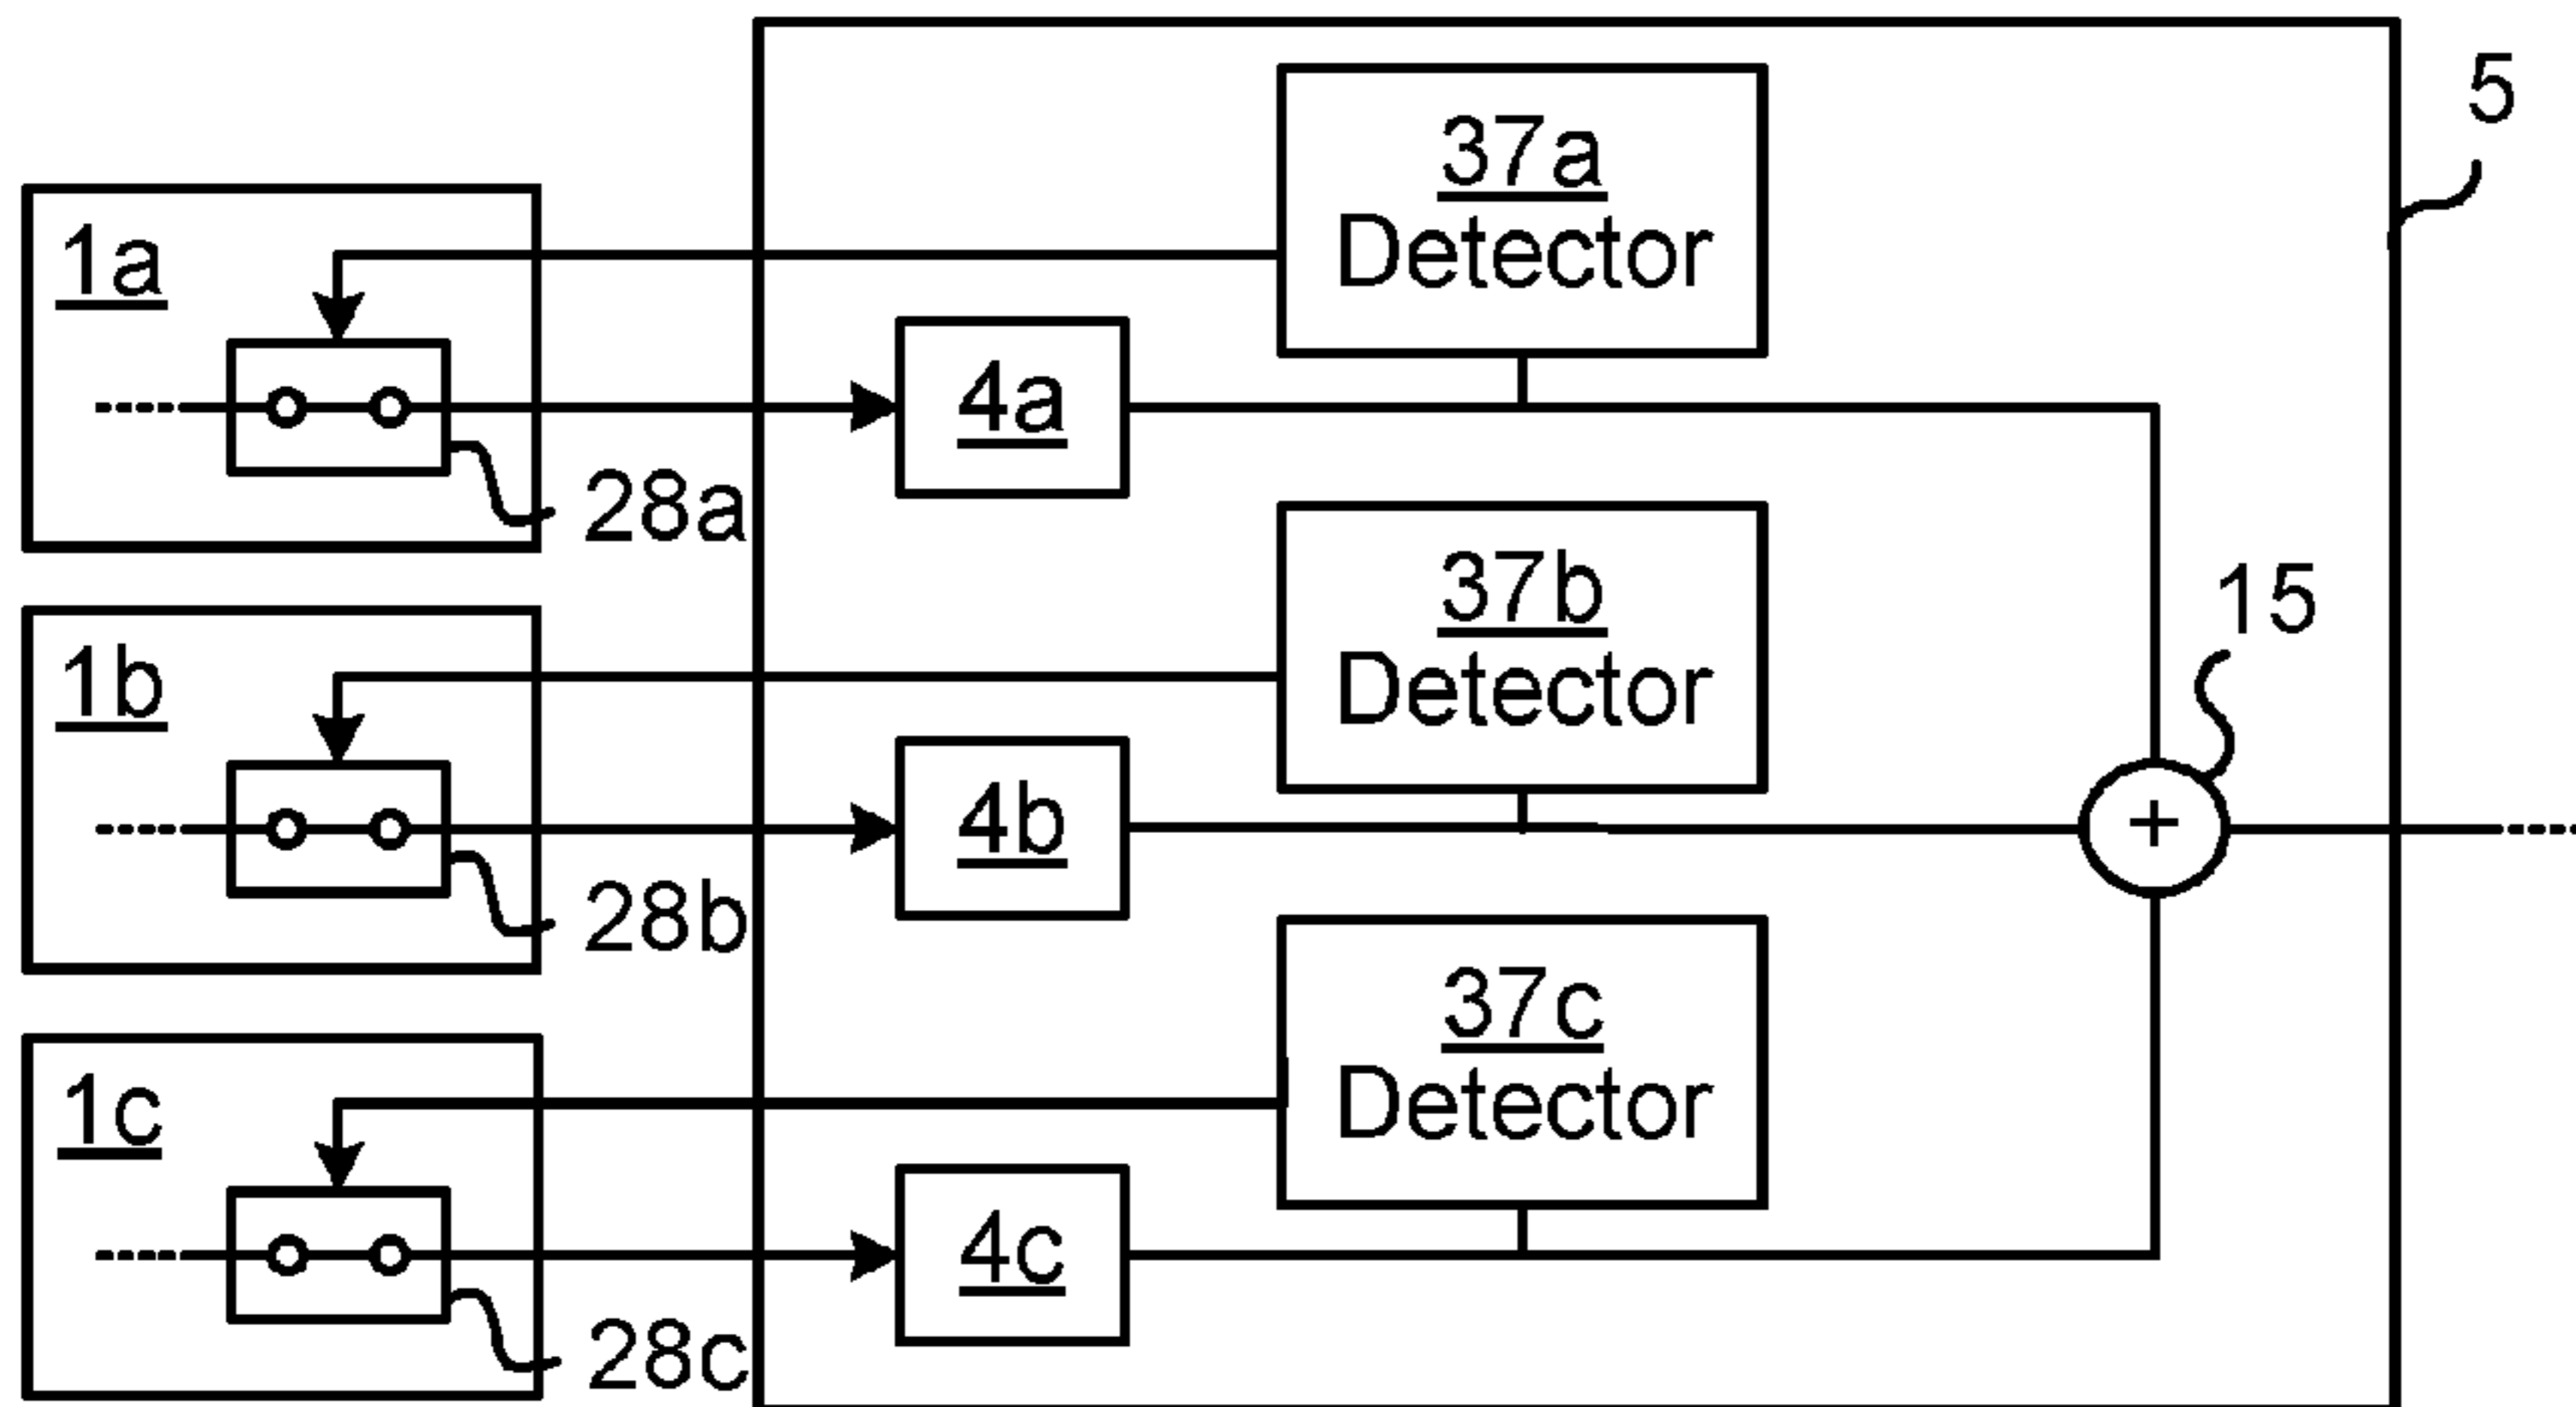 5
37a
Detector
1a
4a
28a
37b
Detector
15
1b
4b
28b
+
37c
Detector
1c
4c
28c